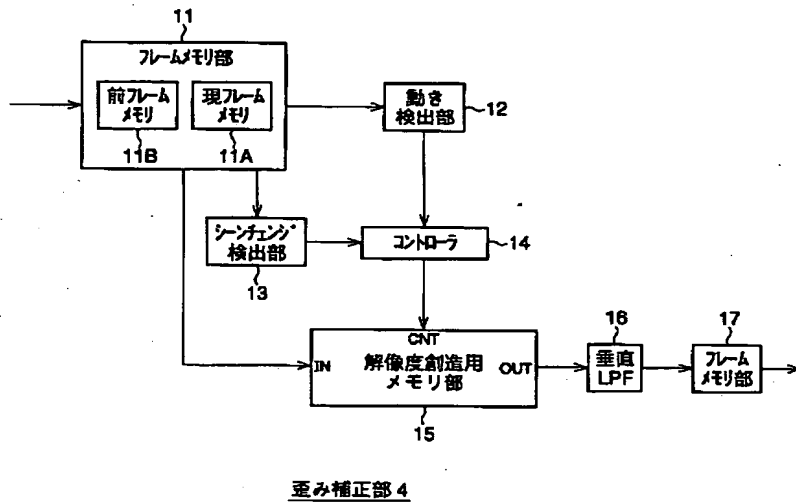 11
フレームメモリ部
前フレーム
メモリ
現フレーム
メモリ
11B
11A
動き
検出部
12
シーンチェンジ
検出部
13
コントローラ
14
CNT
IN
解像度創造用
メモリ部
OUT
15
16
垂直
LPF
17
フレーム
メモリ部
歪み補正部4